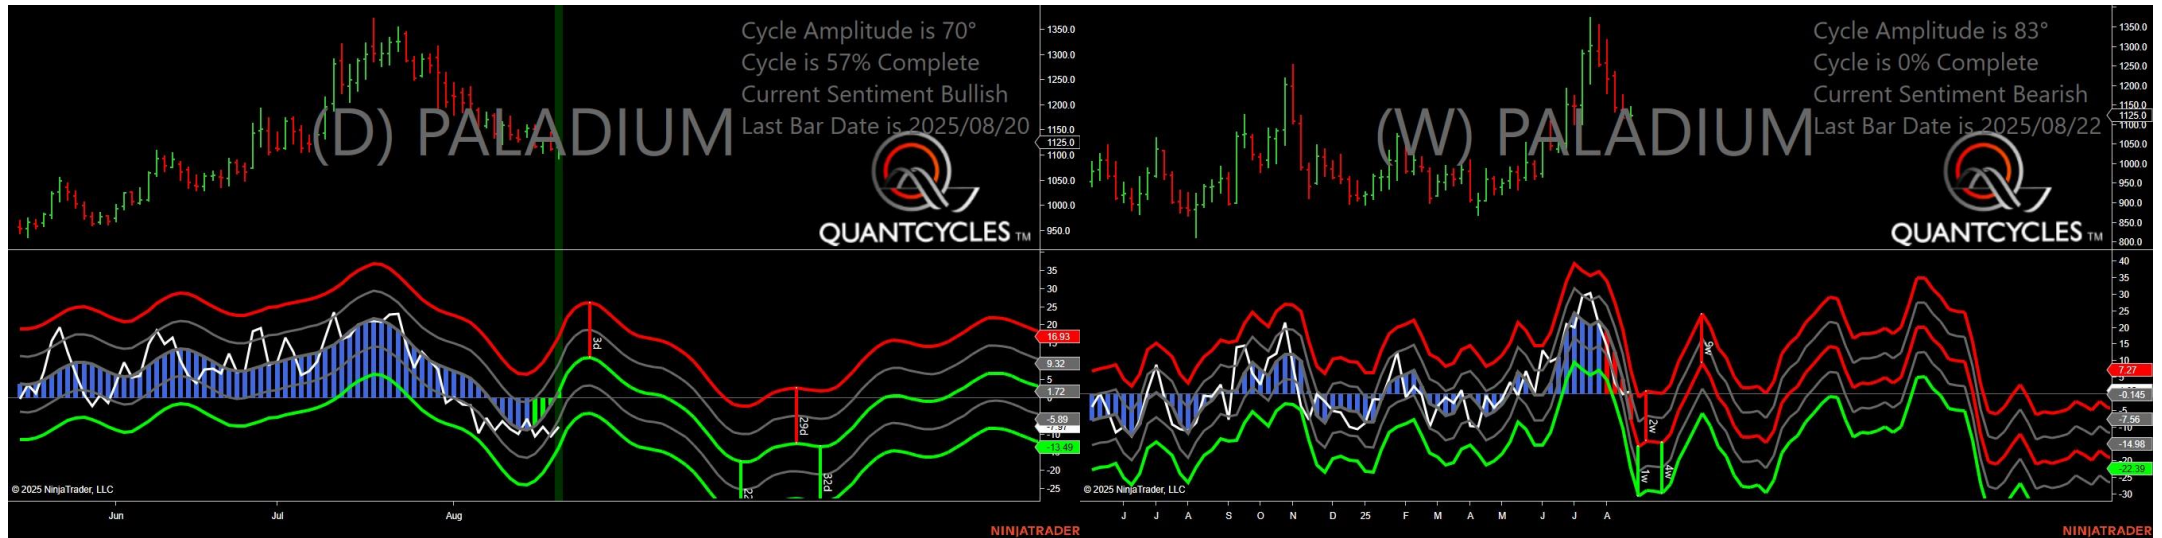 Cycle Amplitude is 70°
Cycle is 57% Complete
Current Sentiment Bullish
Last Bar Date is 2025/08/20
(D) PALADIUM
QUANTCYCLES TM
1350.0
1300.0
1250.0
1200.0
1150.0
1125.0
1100.0
1050.0
1000.0
950.0
35
30
25
20
16.93
15
9.32
5
1.72
-5.89
-7.97
-10
-13.49
-20
-25
3d
29d
22
32d
© 2025 NinjaTrader, LLC
Jun
Jul
Aug
NINJATRADER
Cycle Amplitude is 83°
Cycle is 0% Complete
Current Sentiment Bearish
Last Bar Date is 2025/08/22
(W) PALADIUM
QUANTCYCLES TM
1350.0
1300.0
1250.0
1200.0
1150.0
1125.0
1100.0
1050.0
1000.0
950.0
900.0
850.0
800.0
40
35
30
25
20
15
10
7.27
-0.145
-5
-7.56
-10
-14.98
-20
-22.39
-25
-30
9w
2w
1w
4w
© 2025 NinjaTrader, LLC
J
J
A
S
O
N
D
25
F
M
A
M
J
J
A
NINJATRADER